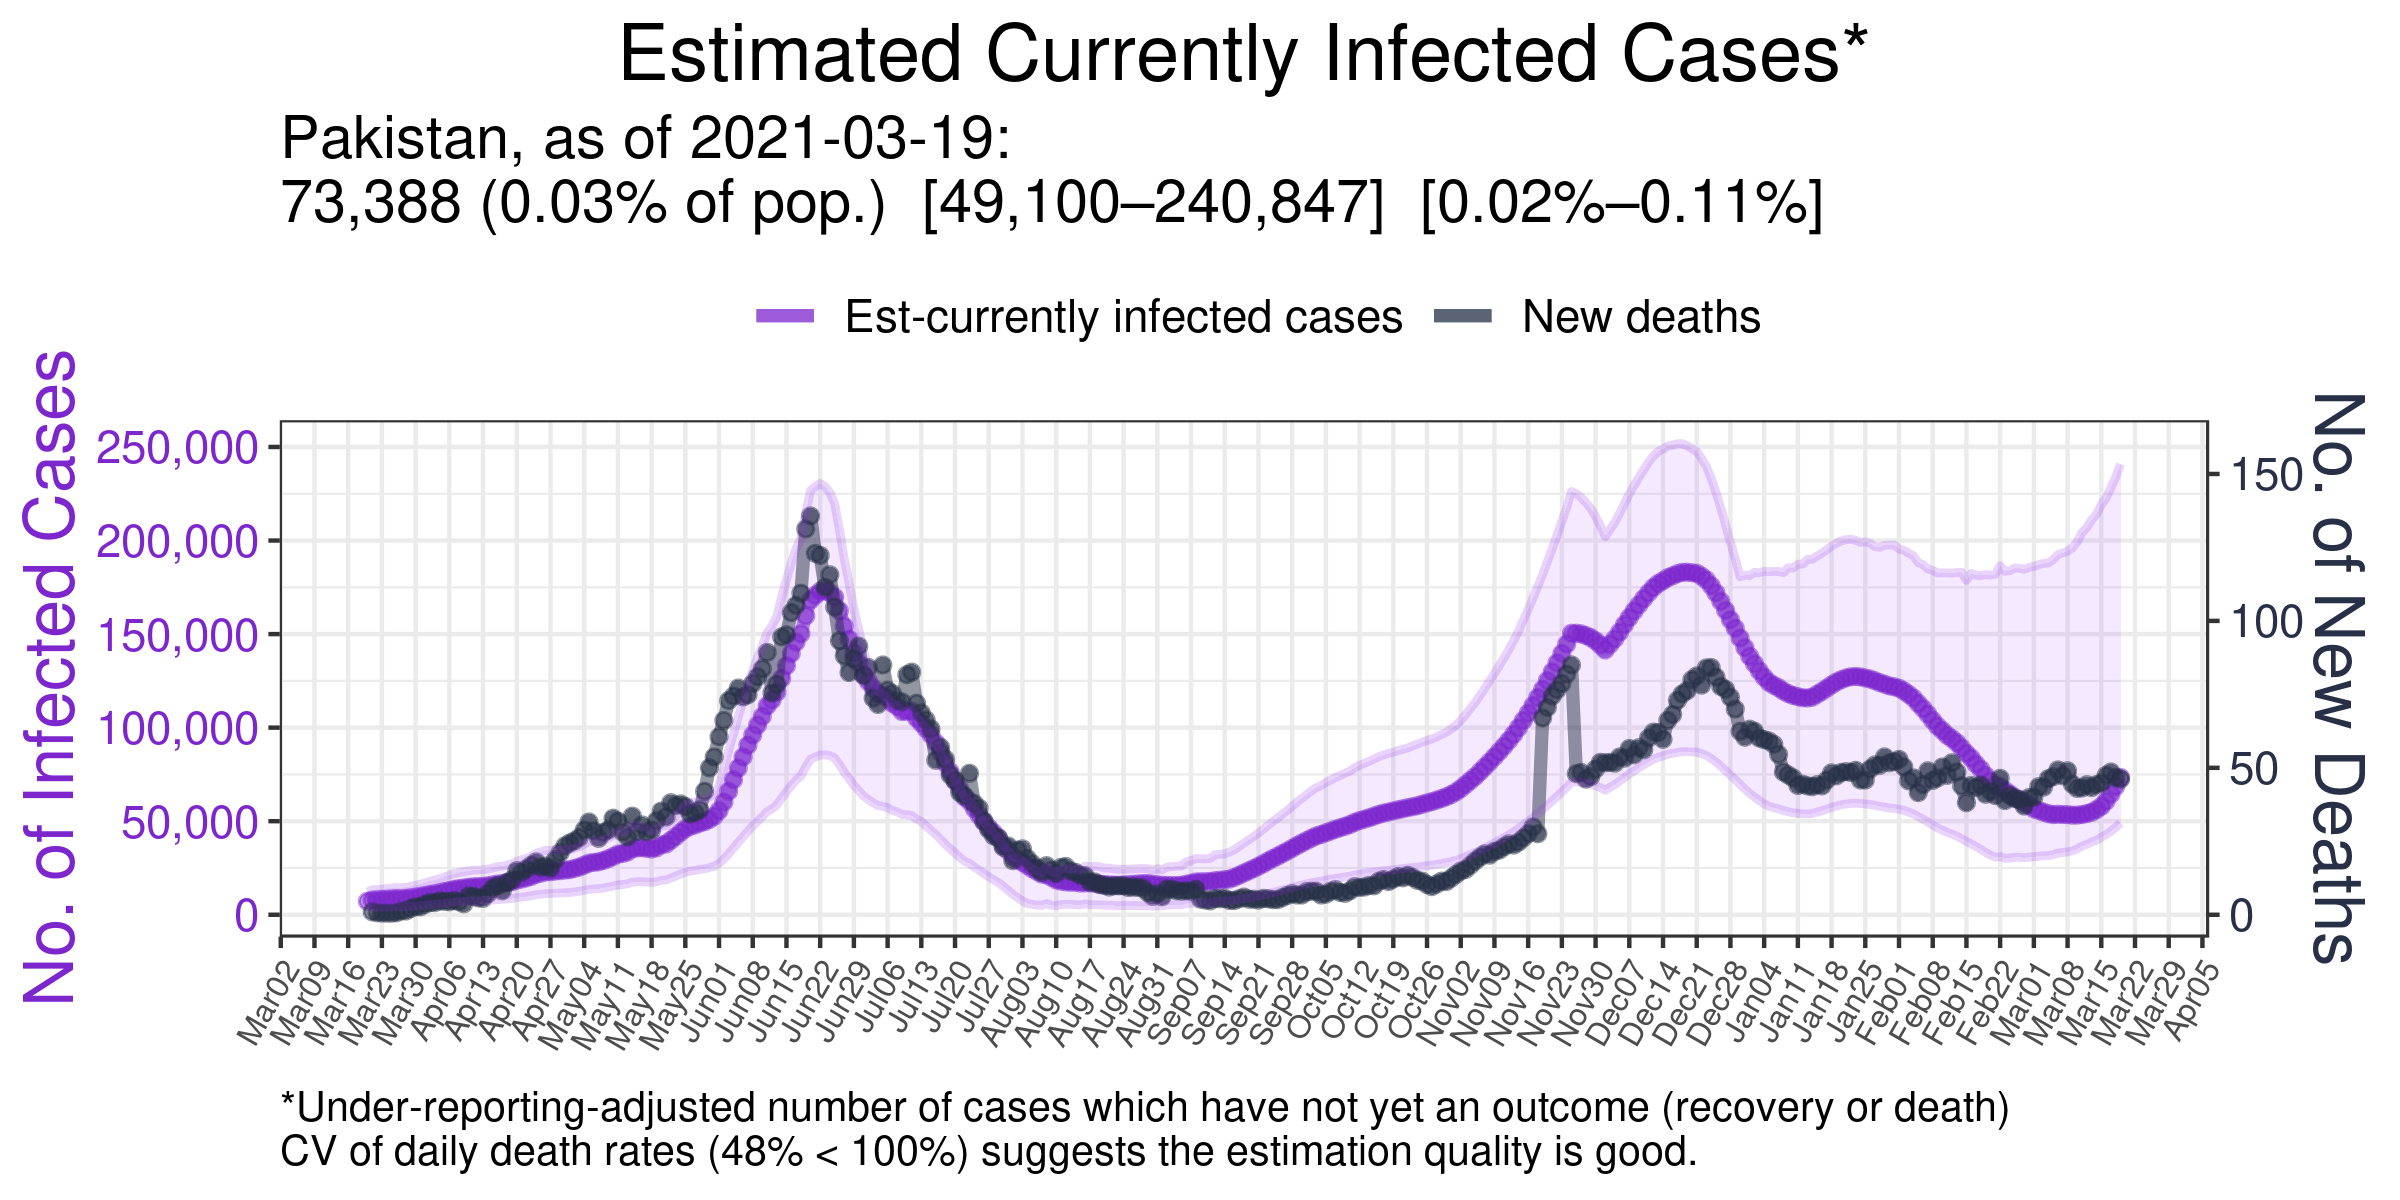 Estimated Currently Infected Cases*
Pakistan, as of 2021-03-19:
73,388 (0.03% of pop.) [49,100–240,847] [0.02%–0.11%]
Est-currently infected cases
New deaths
No. of Infected Cases
250,000
200,000
150,000
100,000
50,000
0
150
100
50
0
No. of New Deaths
Mar02
Mar09
Mar16
Mar23
Mar30
Apr06
Apr13
Apr20
Apr27
May04
May11
May18
May25
Jun01
Jun08
Jun15
Jun22
Jun29
Jul06
Jul13
Jul20
Jul27
Aug03
Aug10
Aug17
Aug24
Aug31
Sep07
Sep14
Sep21
Sep28
Oct05
Oct12
Oct19
Oct26
Nov02
Nov09
Nov16
Nov23
Nov30
Dec07
Dec14
Dec21
Dec28
Jan04
Jan11
Jan18
Jan25
Feb01
Feb08
Feb15
Feb22
Mar01
Mar08
Mar15
Mar22
Mar29
Apr05
*Under-reporting-adjusted number of cases which have not yet an outcome (recovery or death)
CV of daily death rates (48% < 100%) suggests the estimation quality is good.